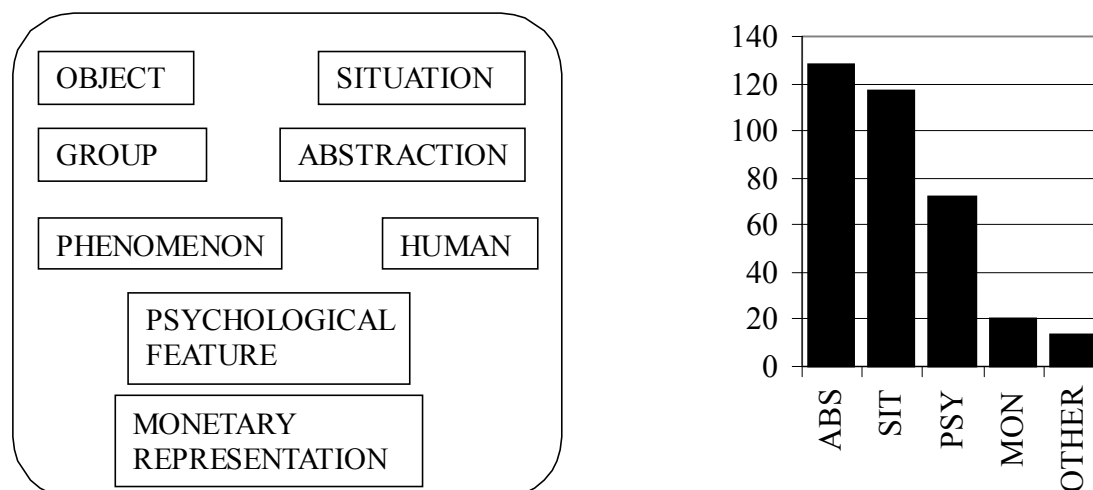 OBJECT
SITUATION
GROUP
ABSTRACTION
PHENOMENON
HUMAN
PSYCHOLOGICAL
FEATURE
MONETARY
REPRESENTATION
140
120
100
80
60
40
20
0
ABS
SIT
PSY
MON
OTHER